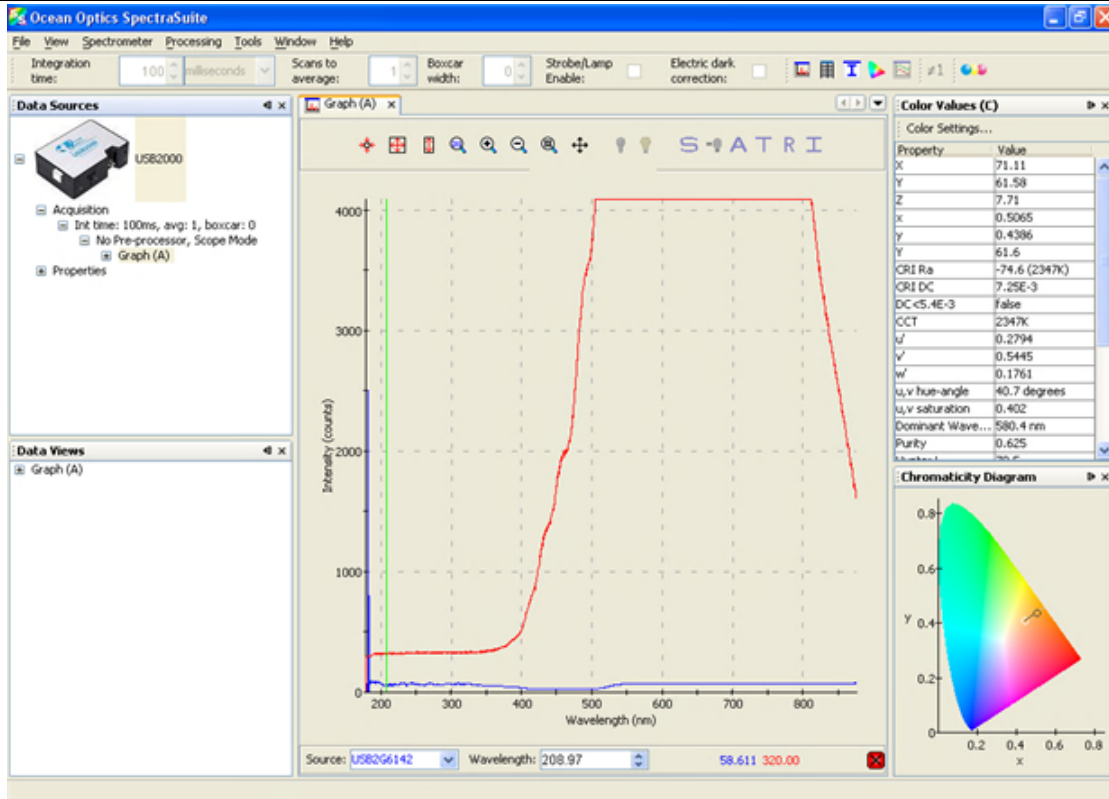 Ocean Optics SpectraSuite
File View Spectrometer Processing Tools Window Help
Integration time: 100 milliseconds Scans to average: 1 Boxcar width: 0 Strobe/Lamp Enable: Electric dark correction: ≠1
Data Sources
USB2000
Acquisition
Int time: 100ms, avg: 1, boxcar: 0
No Pre-processor, Scope Mode
Graph (A)
Properties
Data Views
Graph (A)
Graph (A)
S A T R I
Intensity (counts)
4000
3000
2000
1000
0
200 300 400 500 600 700 800
Wavelength (nm)
Source: USB2G6142 Wavelength: 208.97 58.611 320.00
Color Values (C)
Color Settings...
Property Value
X 71.11
Y 61.58
Z 7.71
x 0.5065
y 0.4386
Y 61.6
CRI Ra -74.6 (2347K)
CRI DC 7.25E-3
DC<5.4E-3 false
CCT 2347K
u' 0.2794
v' 0.5445
w' 0.1761
u,v hue-angle 40.7 degrees
u,v saturation 0.402
Dominant Wave... 580.4 nm
Purity 0.625
Chromaticity Diagram
y
0.8
0.6
0.4
0.2
0
0.2 0.4 0.6 0.8
x